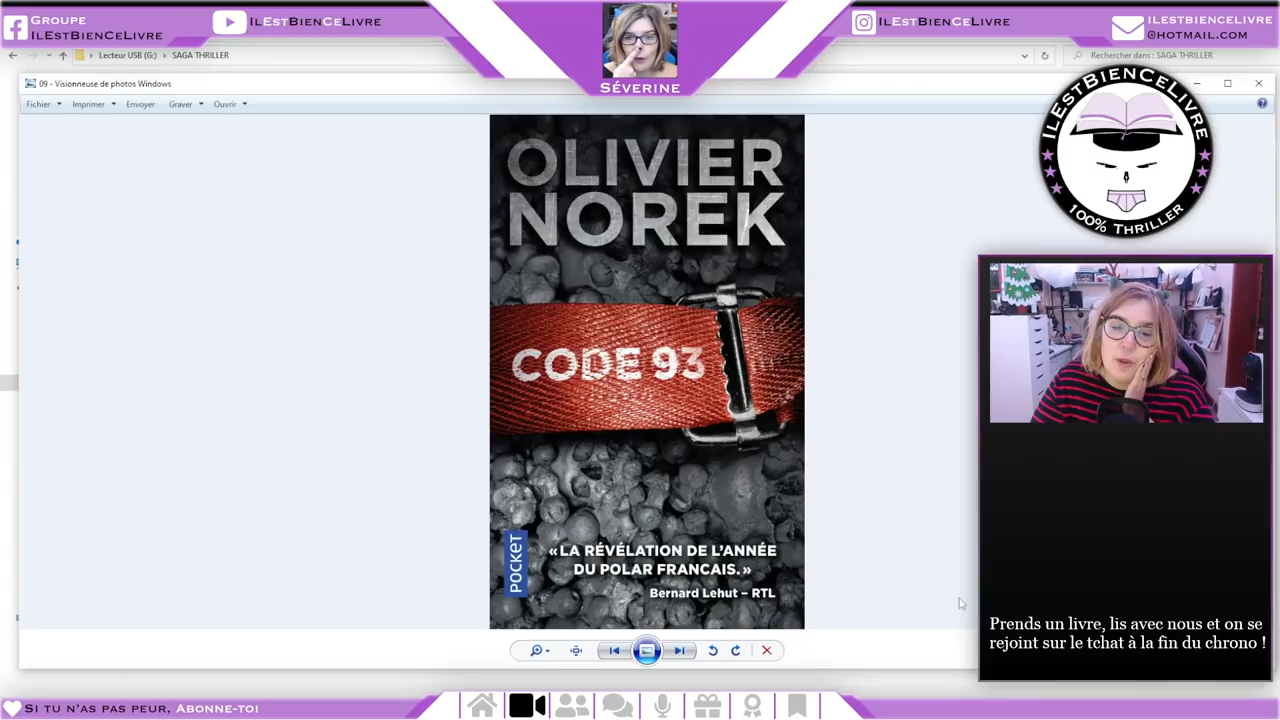 Groupe
IlEstBienCeLivre
IlEstBienCeLivre
Séverine
IlEstBienCeLivre
ilestbiencelivre
@hotmail.com
Lecteur USB (G:) › SAGA THRILLER
Rechercher dans : SAGA THRILLER
09 - Visionneuse de photos Windows
Fichier Imprimer Envoyer Graver Ouvrir
IlEstBienCeLivre
100% Thriller
OLIVIER
NOREK
CODE 93
POCKET
« LA RÉVÉLATION DE L'ANNÉE
DU POLAR FRANCAIS. »
Bernard Lehut – RTL
Prends un livre, lis avec nous et on se
rejoint sur le tchat à la fin du chrono !
Si tu n'as pas peur, Abonne-toi